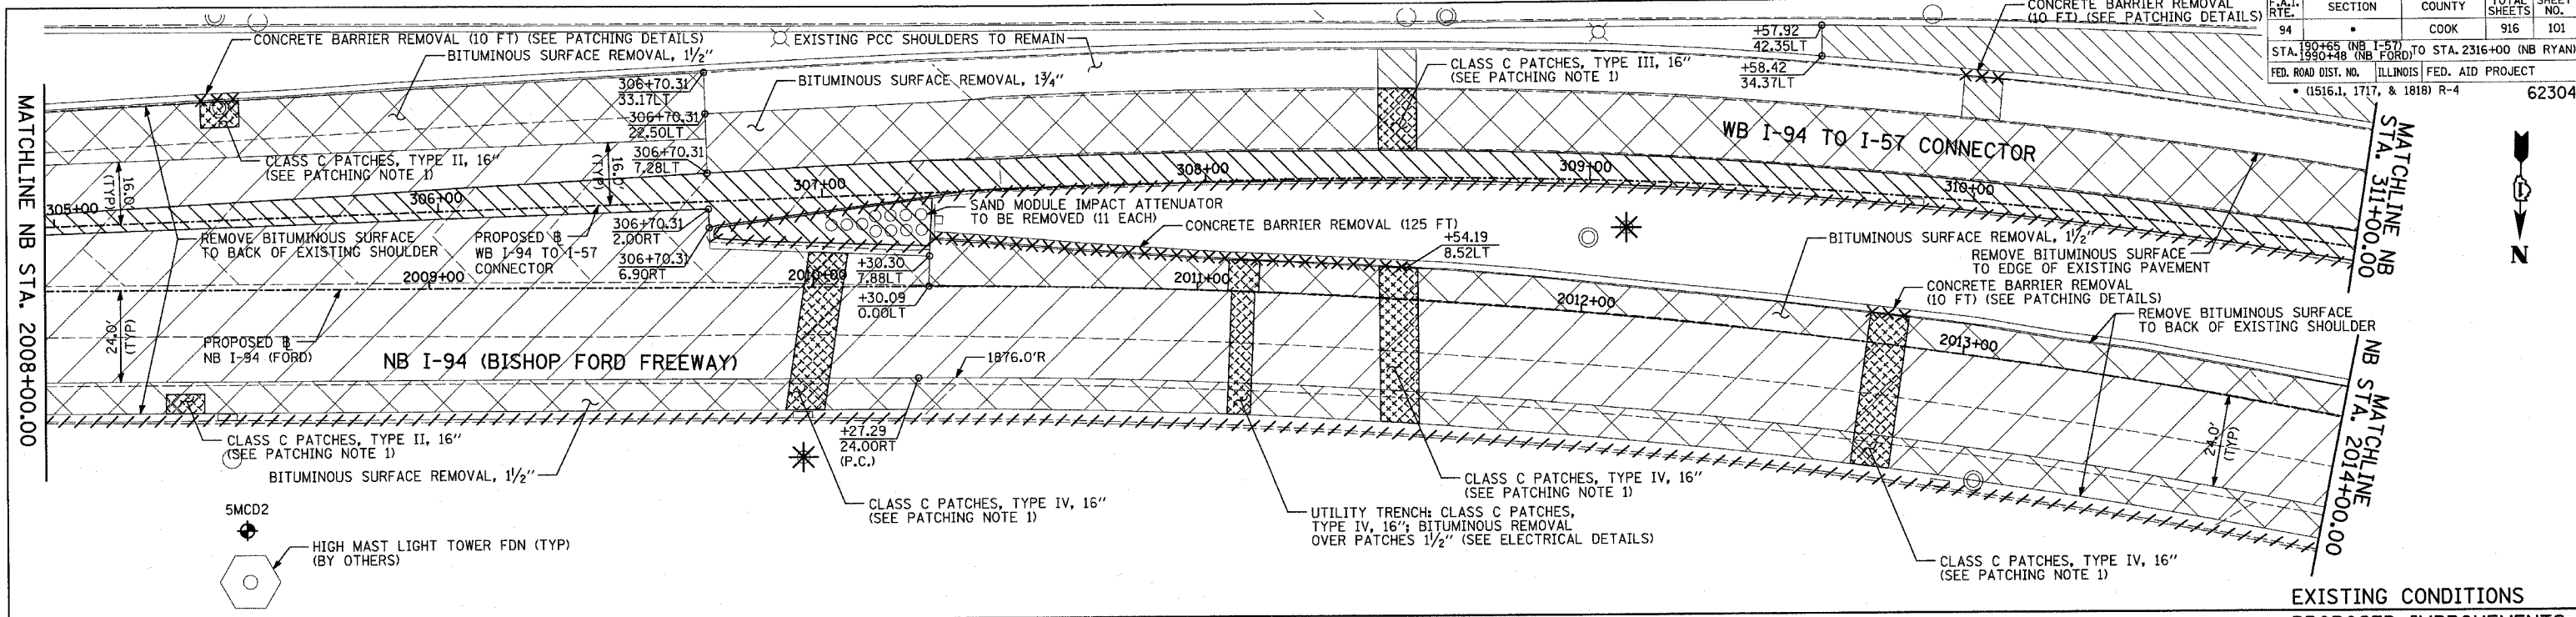 CONCRETE BARRIER REMOVAL (10 FT) (SEE PATCHING DETAILS)
BITUMINOUS SURFACE REMOVAL, 1½"
EXISTING PCC SHOULDERS TO REMAIN
BITUMINOUS SURFACE REMOVAL, 1¾"
306+70.31
33.17LT
306+70.31
22.50LT
306+70.31
7.28LT
CLASS C PATCHES, TYPE III, 16"
(SEE PATCHING NOTE 1)
+57.92
42.35LT
+58.42
34.37LT
CONCRETE BARRIER REMOVAL
(10 FT) (SEE PATCHING DETAILS)
F.A.I.
RTE.
SECTION
COUNTY
TOTAL
SHEETS
SHEET
NO.
94
•
COOK
916
101
STA. 190+65 (NB I-57) TO STA. 2316+00 (NB RYAN)
1990+48 (NB FORD)
FED. ROAD DIST. NO.
ILLINOIS
FED. AID PROJECT
• (1516.1, 1717, & 1818) R-4
62304
MATCHLINE NB STA. 2008+00.00
CLASS C PATCHES, TYPE II, 16"
(SEE PATCHING NOTE 1)
16.0'
(TYP)
16.0'
(TYP)
WB I-94 TO I-57 CONNECTOR
MATCHLINE NB
STA. 311+00.00
305+00
306+00
307+00
308+00
309+00
310+00
REMOVE BITUMINOUS SURFACE
TO BACK OF EXISTING SHOULDER
PROPOSED ℄
WB I-94 TO I-57
CONNECTOR
306+70.31
2.00RT
306+70.31
6.90RT
SAND MODULE IMPACT ATTENUATOR
TO BE REMOVED (11 EACH)
CONCRETE BARRIER REMOVAL (125 FT)
+54.19
8.52LT
BITUMINOUS SURFACE REMOVAL, 1½"
REMOVE BITUMINOUS SURFACE
TO EDGE OF EXISTING PAVEMENT
CONCRETE BARRIER REMOVAL
(10 FT) (SEE PATCHING DETAILS)
REMOVE BITUMINOUS SURFACE
TO BACK OF EXISTING SHOULDER
N
2009+00
2010+00
2011+00
2012+00
2013+00
+30.30
7.88LT
+30.09
0.00LT
24.0'
(TYP)
PROPOSED ℄
NB I-94 (FORD)
NB I-94 (BISHOP FORD FREEWAY)
1876.0'R
24.0'
(TYP)
MATCHLINE
NB STA. 2014+00.00
CLASS C PATCHES, TYPE II, 16"
(SEE PATCHING NOTE 1)
BITUMINOUS SURFACE REMOVAL, 1½"
+27.29
24.00RT
(P.C.)
CLASS C PATCHES, TYPE IV, 16"
(SEE PATCHING NOTE 1)
CLASS C PATCHES, TYPE IV, 16"
(SEE PATCHING NOTE 1)
UTILITY TRENCH: CLASS C PATCHES,
TYPE IV, 16"; BITUMINOUS REMOVAL
OVER PATCHES 1½" (SEE ELECTRICAL DETAILS)
CLASS C PATCHES, TYPE IV, 16"
(SEE PATCHING NOTE 1)
5MCD2
HIGH MAST LIGHT TOWER FDN (TYP)
(BY OTHERS)
EXISTING CONDITIONS